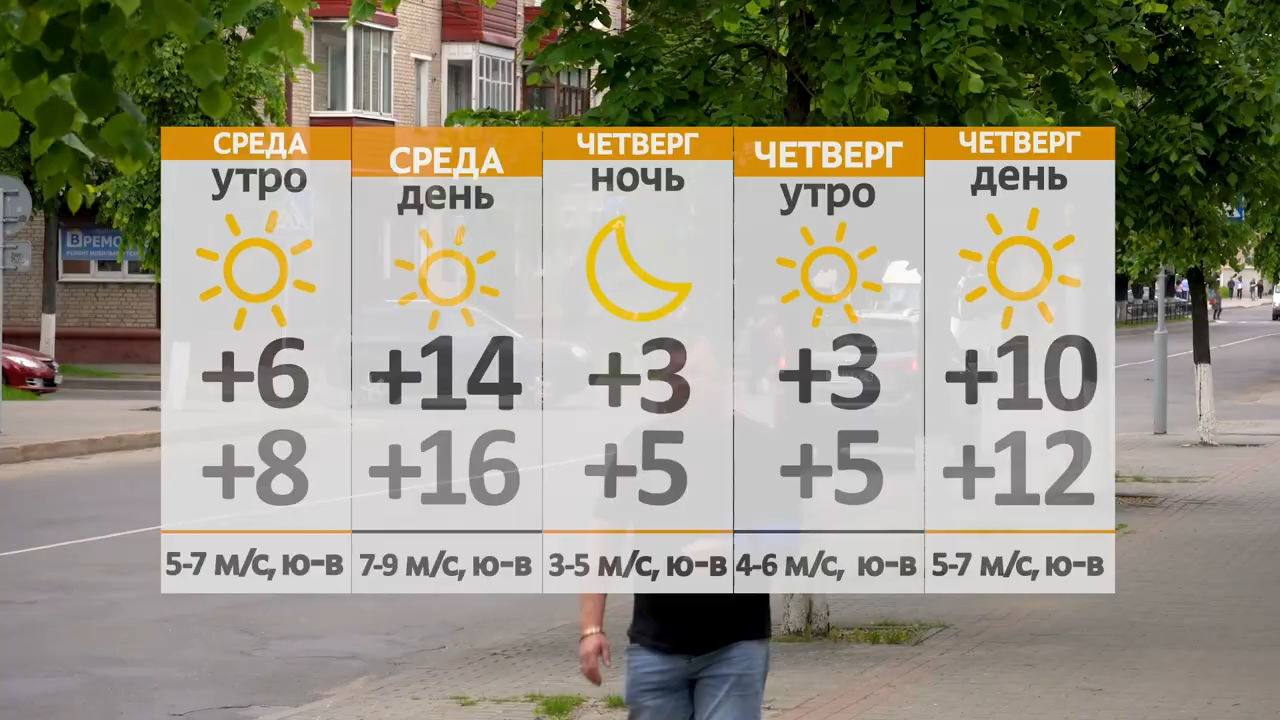 СРЕДА
утро
+6
+8
5-7 м/с, ю-в
СРЕДА
день
+14
+16
7-9 м/с, ю-в
ЧЕТВЕРГ
ночь
+3
+5
3-5 м/с, ю-в
ЧЕТВЕРГ
утро
+3
+5
4-6 м/с, ю-в
ЧЕТВЕРГ
день
+10
+12
5-7 м/с, ю-в
ВРЕМО